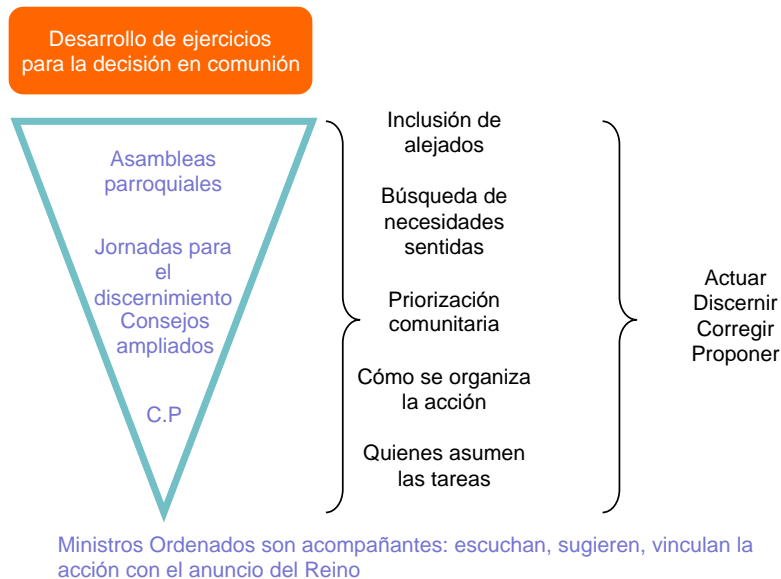 Desarrollo de ejercicios
para la decisión en comunión
Asambleas
parroquiales
Jornadas para
el
discernimiento
Consejos
ampliados
C.P
Inclusión de
alejados
Búsqueda de
necesidades
sentidas
Priorización
comunitaria
Cómo se organiza
la acción
Quienes asumen
las tareas
Actuar
Discernir
Corregir
Proponer
Ministros Ordenados son acompañantes: escuchan, sugieren, vinculan la
acción con el anuncio del Reino